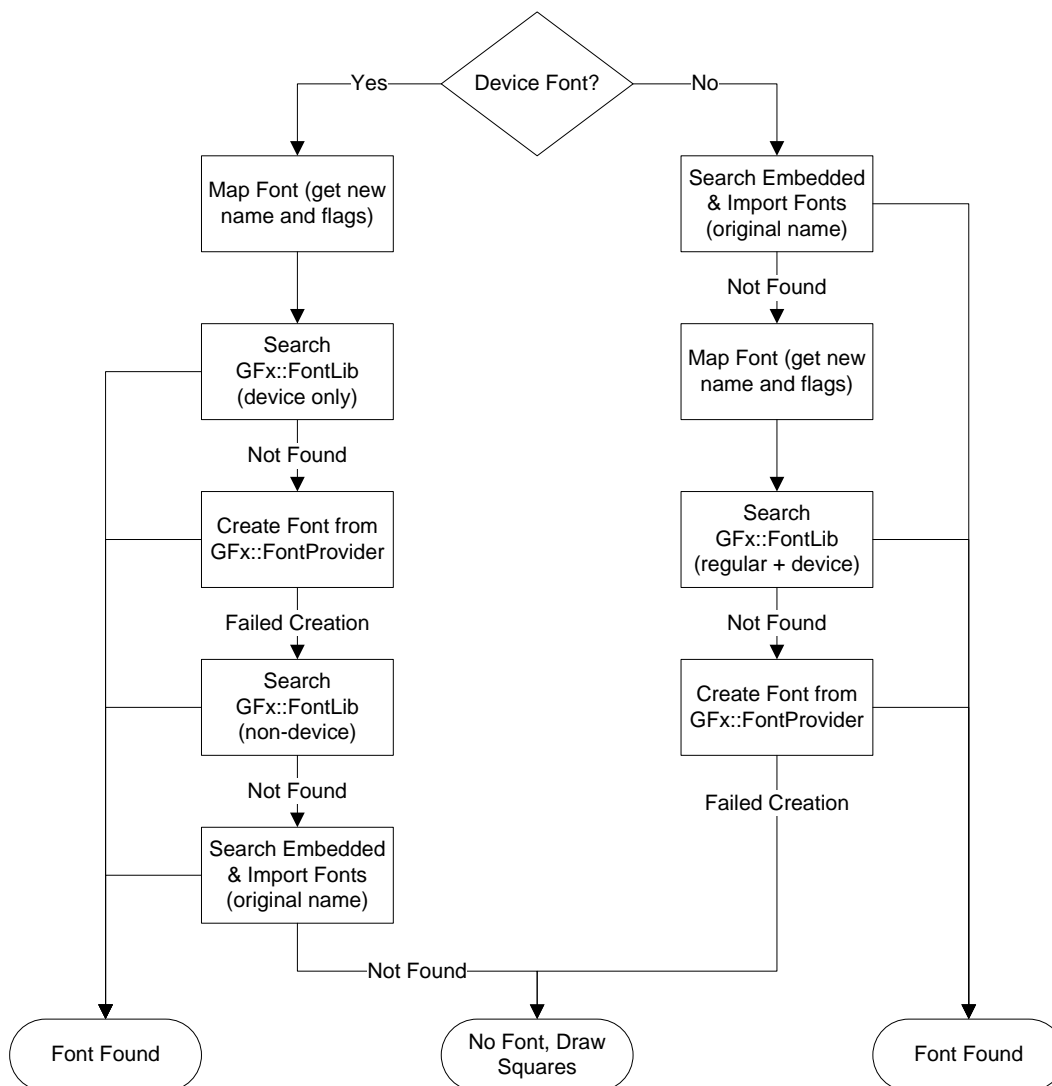 Device Font?
Yes
No
Map Font (get new
name and flags)
Search
GFx::FontLib
(device only)
Not Found
Create Font from
GFx::FontProvider
Failed Creation
Search
GFx::FontLib
(non-device)
Not Found
Search Embedded
& Import Fonts
(original name)
Not Found
Search Embedded
& Import Fonts
(original name)
Not Found
Map Font (get new
name and flags)
Search
GFx::FontLib
(regular + device)
Not Found
Create Font from
GFx::FontProvider
Failed Creation
Font Found
No Font, Draw
Squares
Font Found